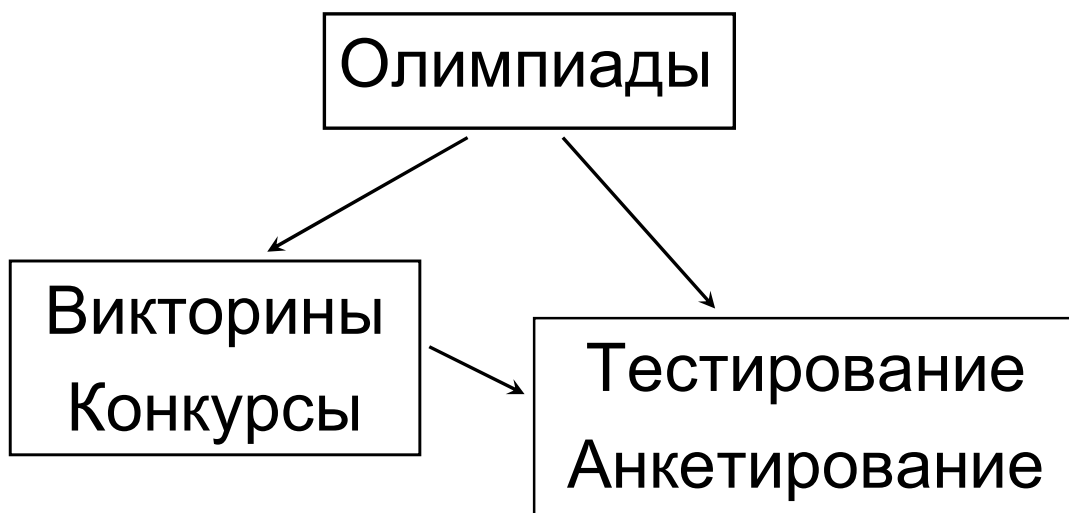 Олимпиады
Викторины
Конкурсы
Тестирование
Анкетирование